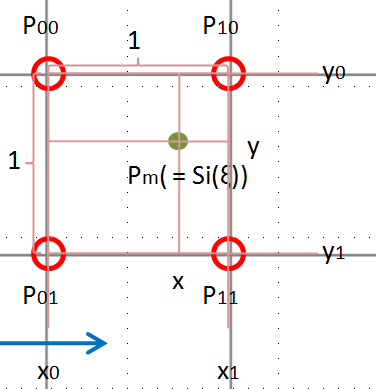 P00 P10
1
y0
1
y
Pm( = Si(ξ))
x
y1
P01 P11
x0 x1